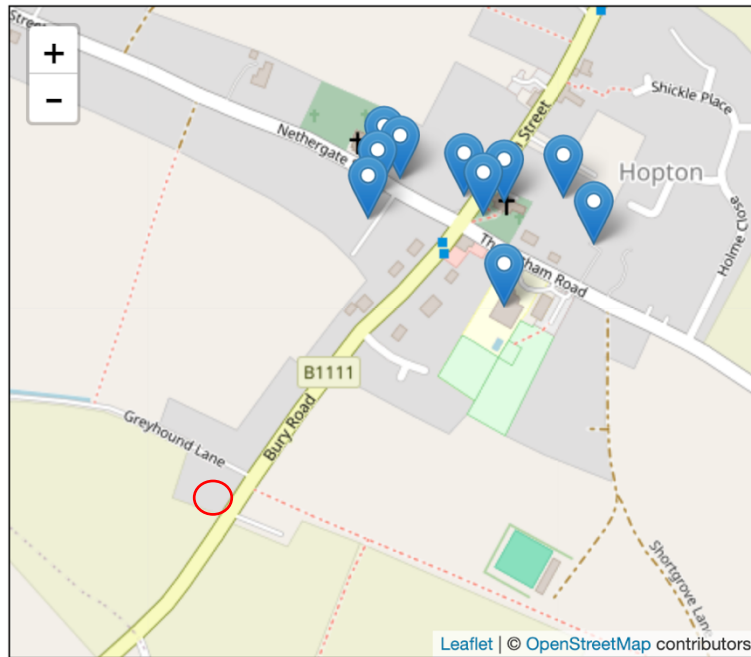 +
−
Street
Street
Shickle Place
Nethergate
Hopton
Holme Close
B1111
Bury Road
Greyhound Lane
Shortgrove Lane
Road
Leaflet | © OpenStreetMap contributors